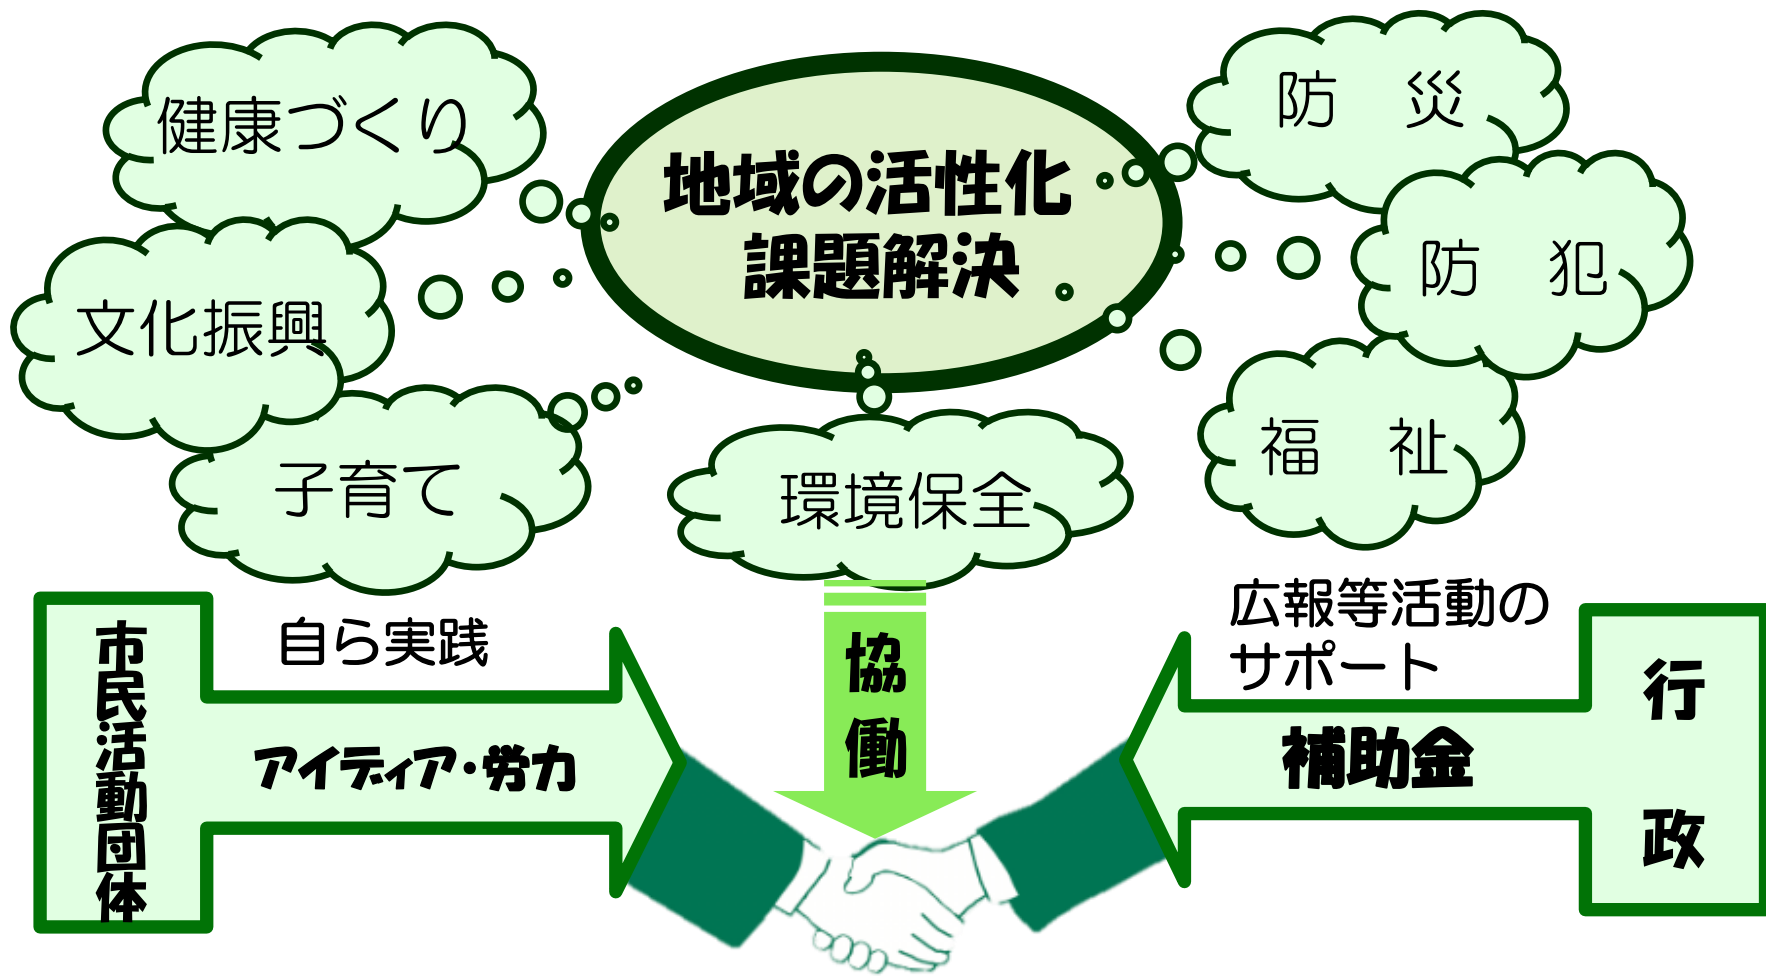 健康づくり
地域の活性化
課題解決
防　災
文化振興
防　犯
子育て
環境保全
福　祉
市民活動団体
自ら実践
アイディア・労力
協
働
広報等活動の
サポート
補助金
行
政